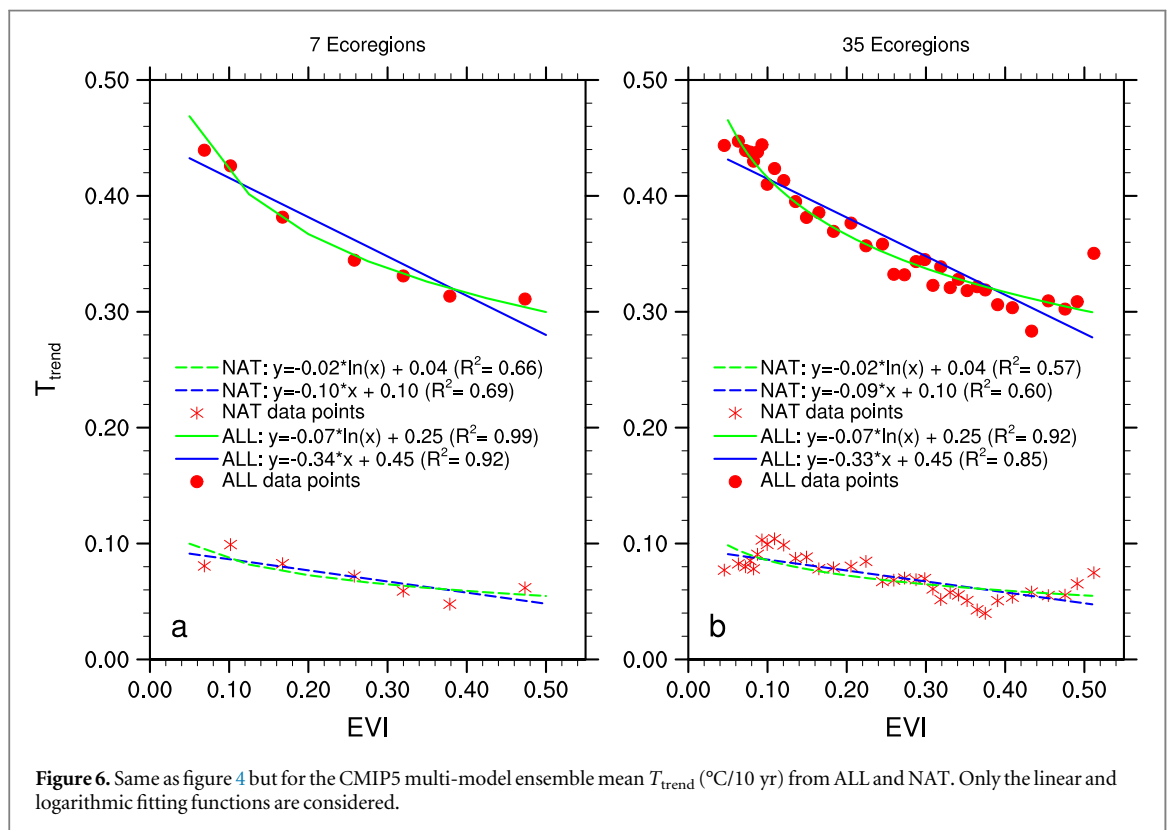 7 Ecoregions
35 Ecoregions
0.50
0.40
0.30
0.20
0.10
0.00
T_trend
NAT: y=-0.02*ln(x) + 0.04 (R²= 0.66)
NAT: y=-0.10*x + 0.10 (R²= 0.69)
NAT data points
ALL: y=-0.07*ln(x) + 0.25 (R²= 0.99)
ALL: y=-0.34*x + 0.45 (R²= 0.92)
ALL data points
a
0.00 0.10 0.20 0.30 0.40 0.50
EVI
0.50
0.40
0.30
0.20
0.10
0.00
NAT: y=-0.02*ln(x) + 0.04 (R²= 0.57)
NAT: y=-0.09*x + 0.10 (R²= 0.60)
NAT data points
ALL: y=-0.07*ln(x) + 0.25 (R²= 0.92)
ALL: y=-0.33*x + 0.45 (R²= 0.85)
ALL data points
b
0.00 0.10 0.20 0.30 0.40 0.50
EVI
Figure 6. Same as figure 4 but for the CMIP5 multi-model ensemble mean T_trend (°C/10 yr) from ALL and NAT. Only the linear and
logarithmic fitting functions are considered.